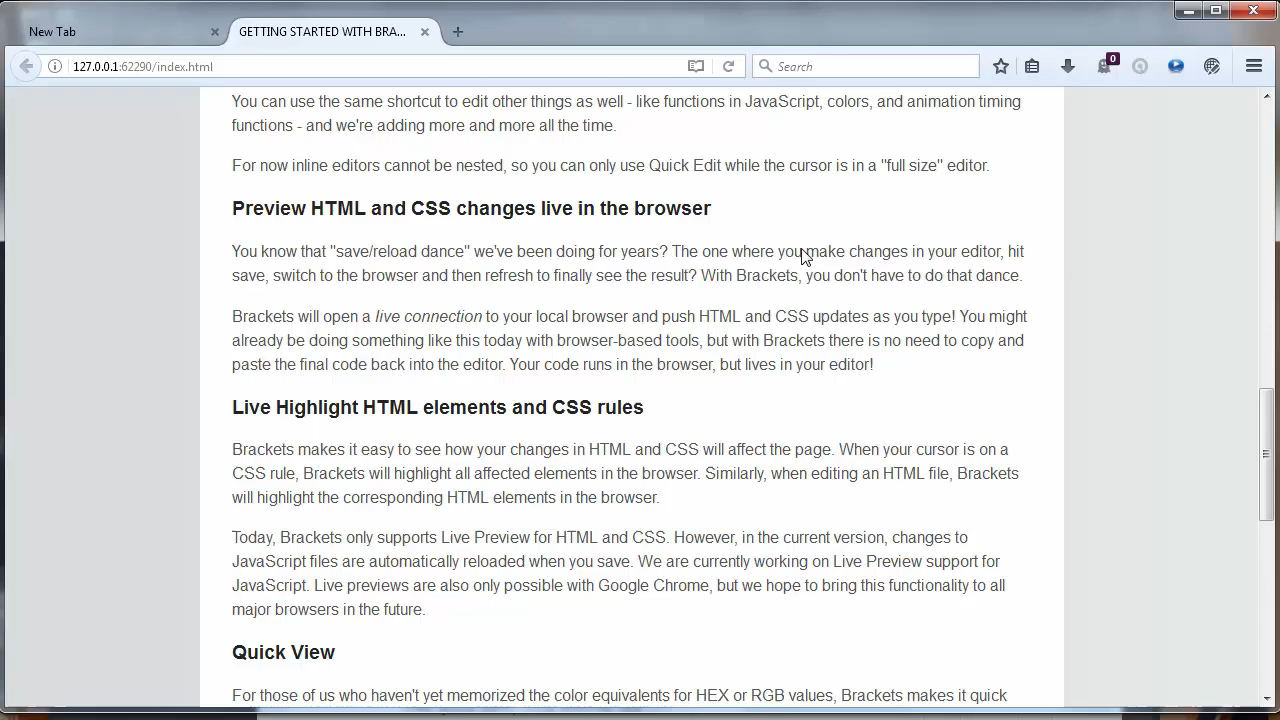 New Tab
GETTING STARTED WITH BRA...
127.0.0.1:62290/index.html
Search
0
You can use the same shortcut to edit other things as well - like functions in JavaScript, colors, and animation timing
functions - and we're adding more and more all the time.
For now inline editors cannot be nested, so you can only use Quick Edit while the cursor is in a "full size" editor.
Preview HTML and CSS changes live in the browser
You know that "save/reload dance" we've been doing for years? The one where you make changes in your editor, hit
save, switch to the browser and then refresh to finally see the result? With Brackets, you don't have to do that dance.
Brackets will open a live connection to your local browser and push HTML and CSS updates as you type! You might
already be doing something like this today with browser-based tools, but with Brackets there is no need to copy and
paste the final code back into the editor. Your code runs in the browser, but lives in your editor!
Live Highlight HTML elements and CSS rules
Brackets makes it easy to see how your changes in HTML and CSS will affect the page. When your cursor is on a
CSS rule, Brackets will highlight all affected elements in the browser. Similarly, when editing an HTML file, Brackets
will highlight the corresponding HTML elements in the browser.
Today, Brackets only supports Live Preview for HTML and CSS. However, in the current version, changes to
JavaScript files are automatically reloaded when you save. We are currently working on Live Preview support for
JavaScript. Live previews are also only possible with Google Chrome, but we hope to bring this functionality to all
major browsers in the future.
Quick View
For those of us who haven't yet memorized the color equivalents for HEX or RGB values, Brackets makes it quick